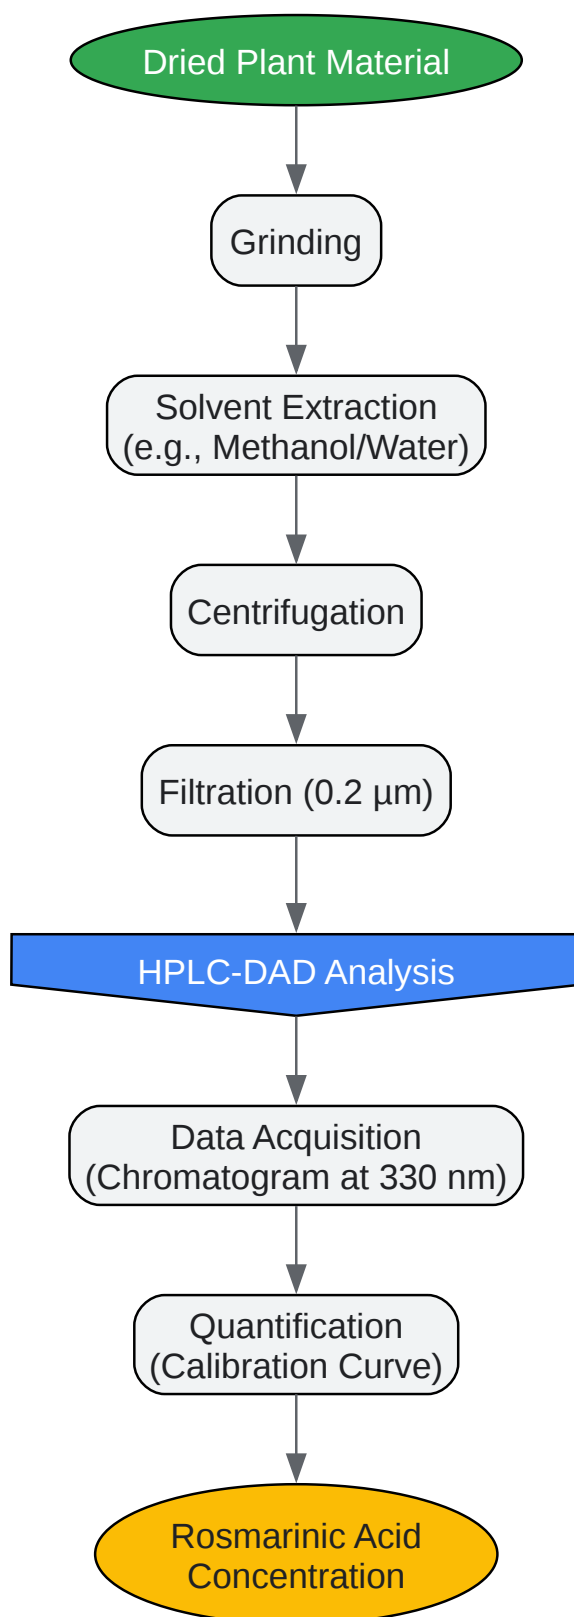 Dried Plant Material
Grinding
Solvent Extraction
(e.g., Methanol/Water)
Centrifugation
Filtration (0.2 µm)
HPLC-DAD Analysis
Data Acquisition
(Chromatogram at 330 nm)
Quantification
(Calibration Curve)
Rosmarinic Acid
Concentration